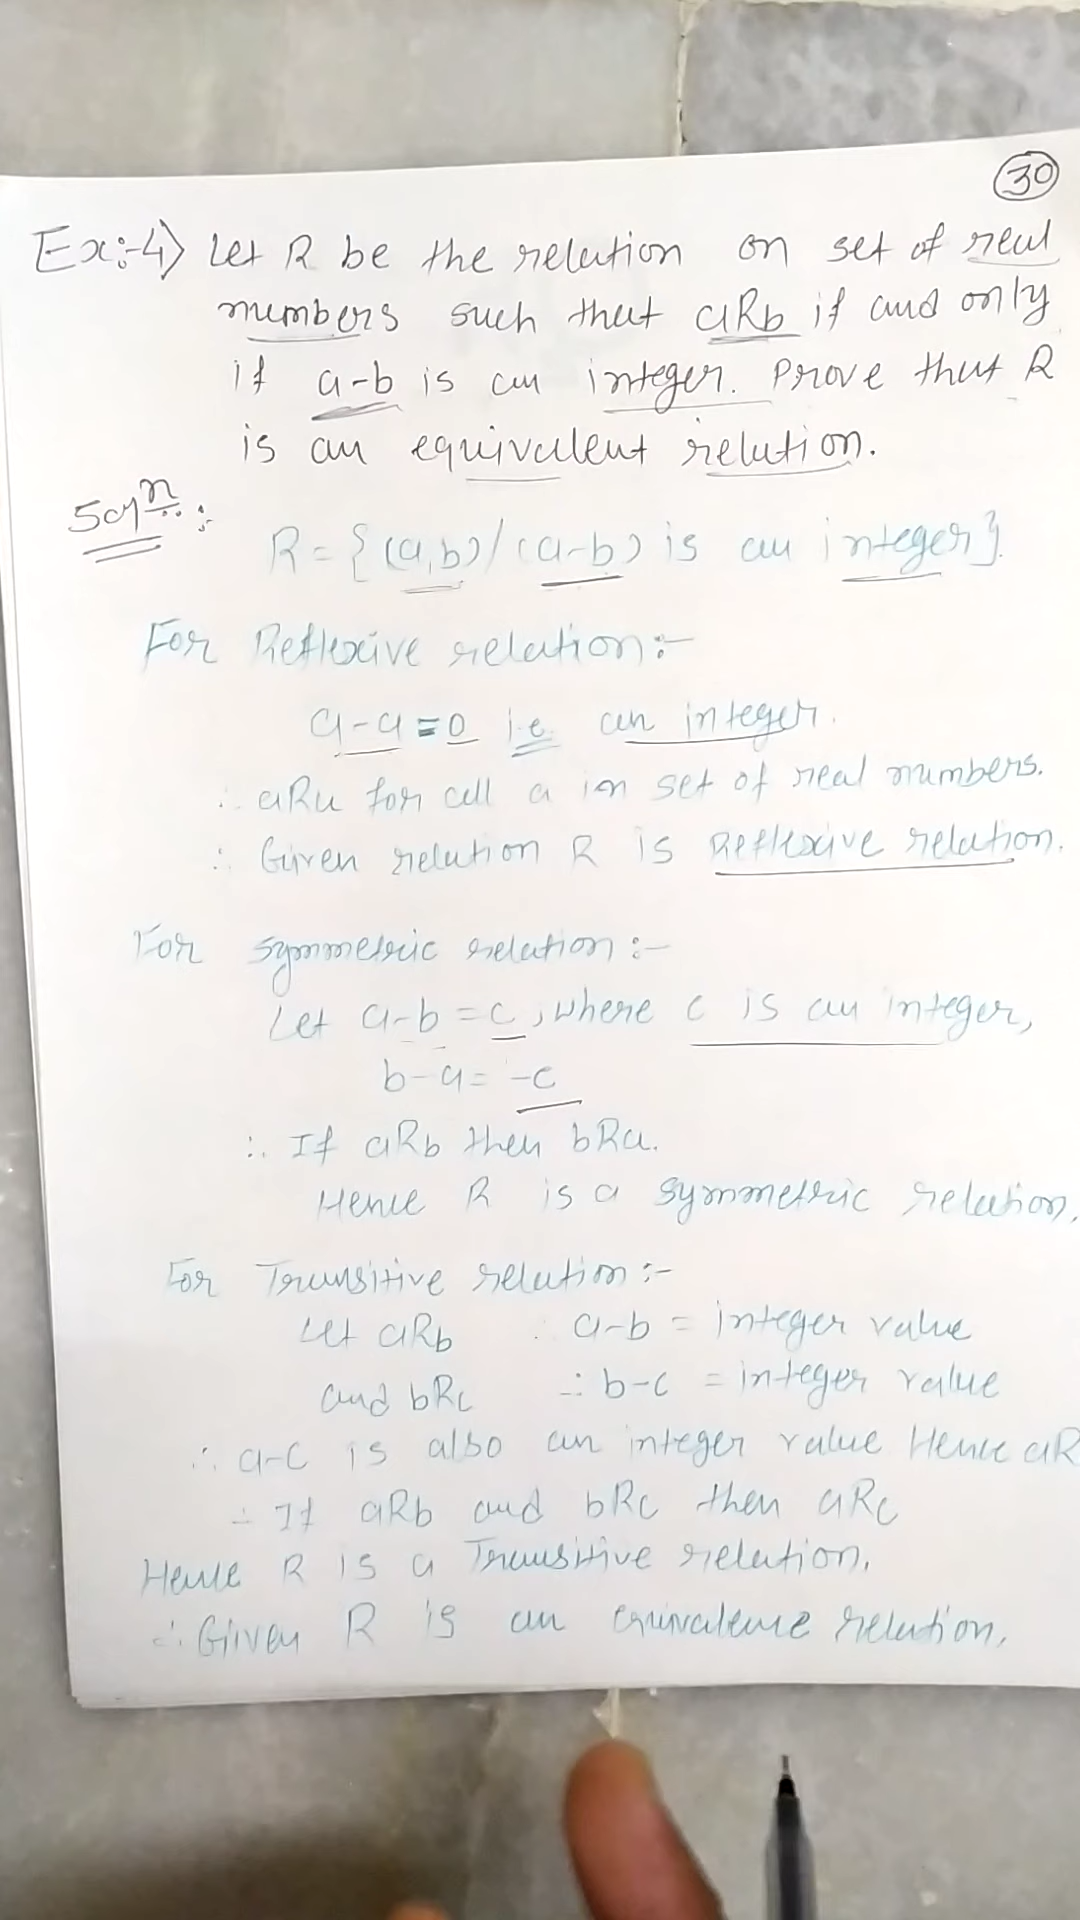 30
Ex:-4) Let R be the relation on set of real
numbers such that aRb if and only
if a-b is an integer. Prove that R
is an equivalent relation.
Solⁿ :
R = {(a,b)/(a-b) is an integer}.
For Reflexive relation:-
a-a=0 i.e. an integer.
∴ aRa for all a in set of real numbers.
∴ Given relation R is Reflexive relation.
For symmetric relation:-
Let a-b = c, where c is an integer,
b-a= -c
∴ If aRb then bRa.
Hence R is a symmetric relation.
For Transitive relation:-
Let aRb ∴ a-b = integer value
and bRc ∴ b-c = integer value
∴ a-c is also an integer value Hence aR
∴ If aRb and bRc then aRc
Hence R is a Transitive relation.
∴ Given R is an equivalence relation.